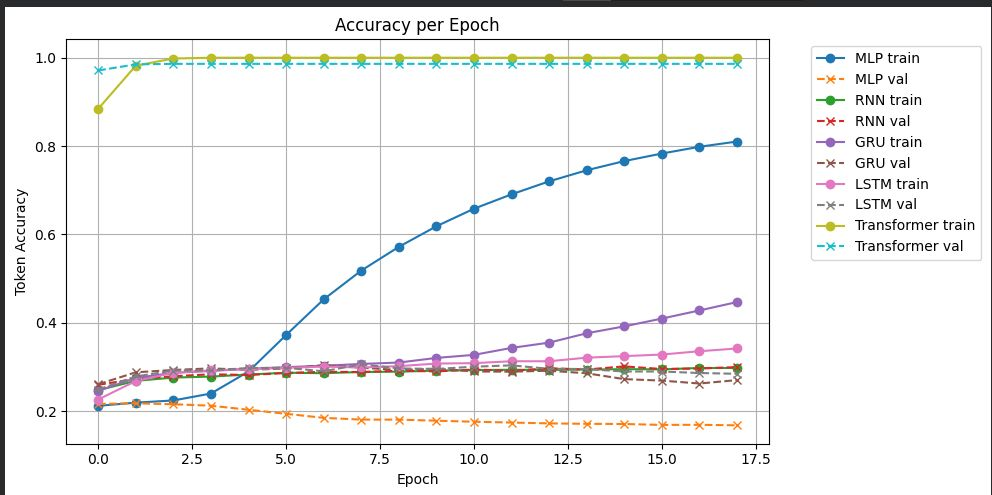 Accuracy per Epoch
1.0
0.8
0.6
0.4
0.2
Token Accuracy
0.0 2.5 5.0 7.5 10.0 12.5 15.0 17.5
Epoch
MLP train
MLP val
RNN train
RNN val
GRU train
GRU val
LSTM train
LSTM val
Transformer train
Transformer val